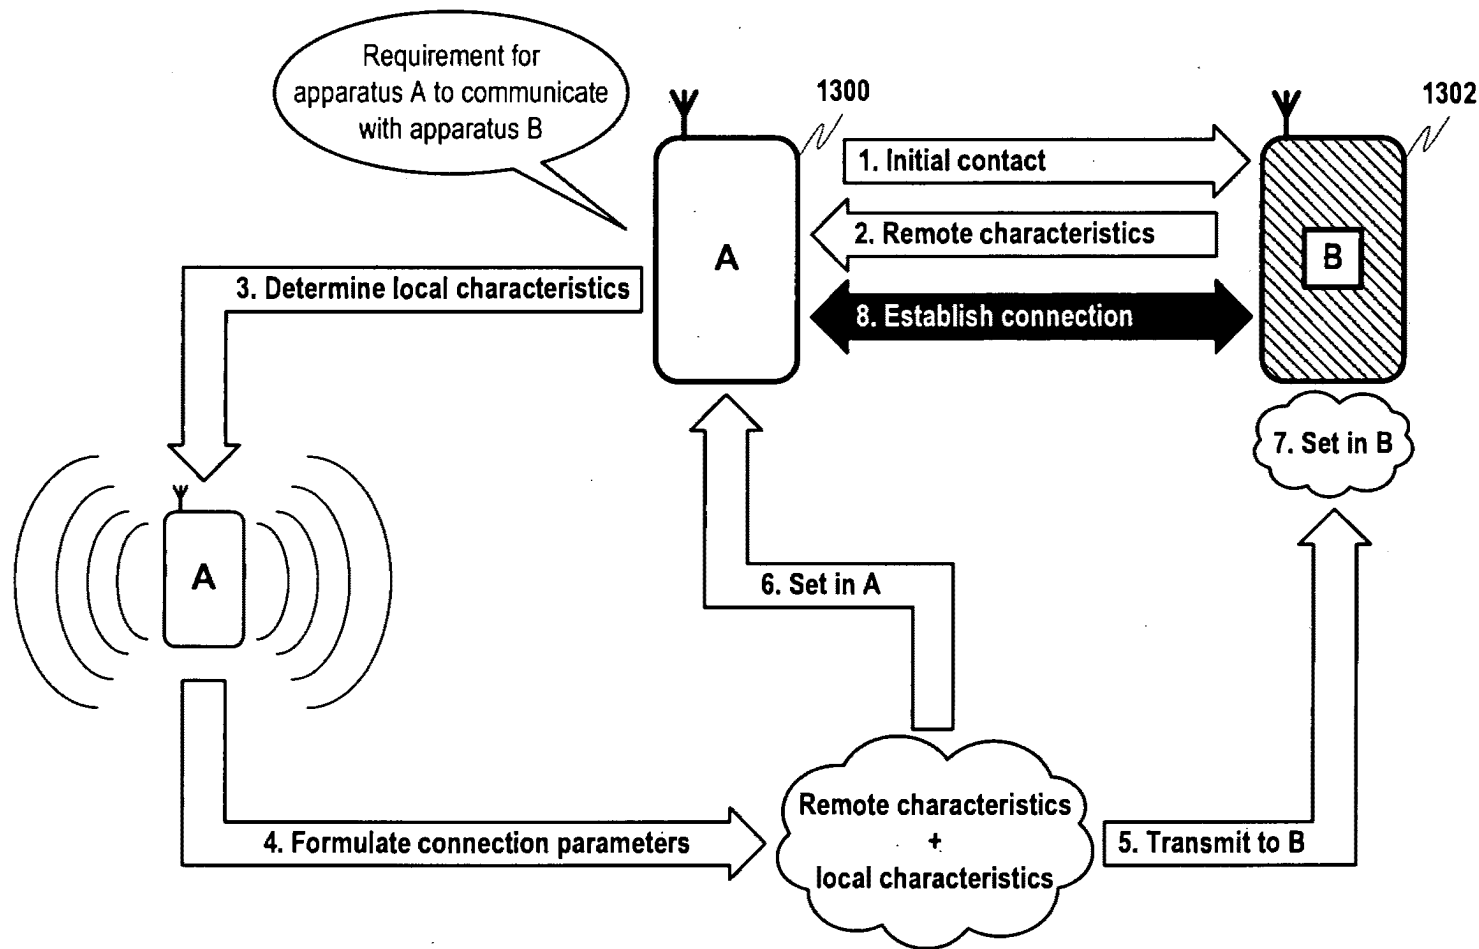 Requirement for
apparatus A to communicate
with apparatus B
1300
1302
1. Initial contact
2. Remote characteristics
A
B
3. Determine local characteristics
8. Establish connection
7. Set in B
A
6. Set in A
Remote characteristics
+
local characteristics
4. Formulate connection parameters
5. Transmit to B